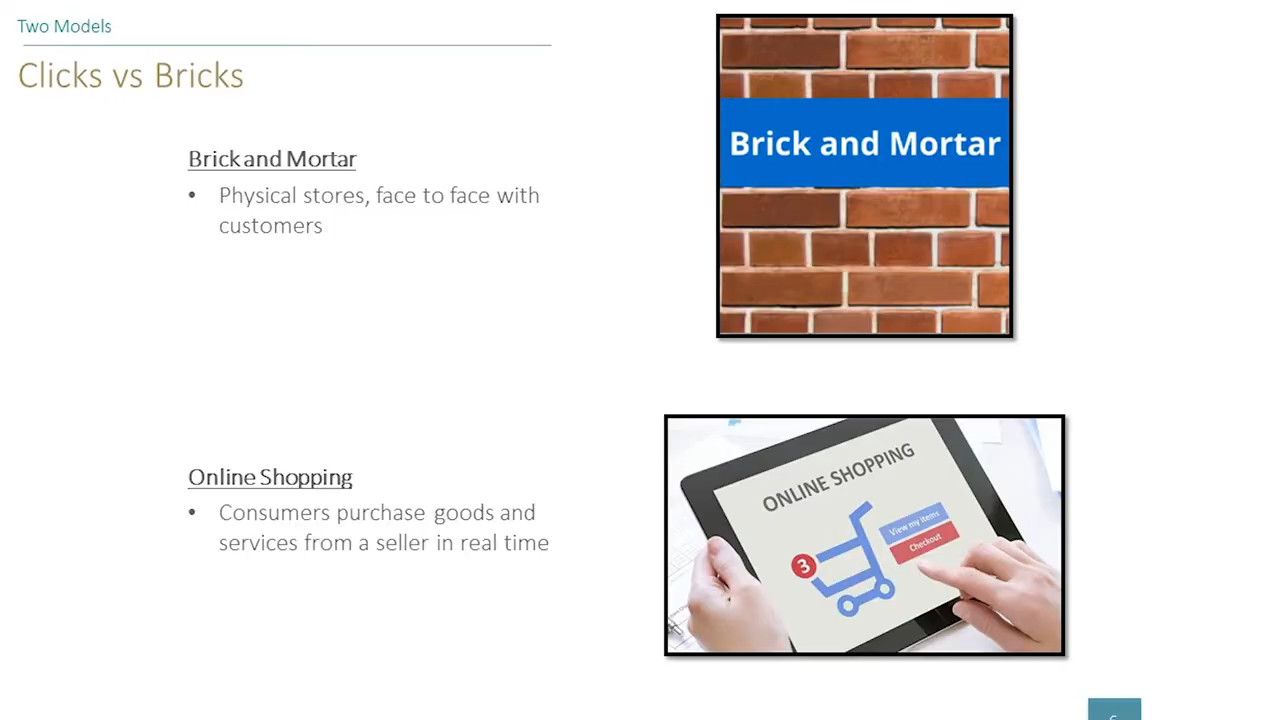 Two Models
Clicks vs Bricks
Brick and Mortar
• Physical stores, face to face with
customers
Brick and Mortar
Online Shopping
• Consumers purchase goods and
services from a seller in real time
ONLINE SHOPPING
View my items
Checkout
3